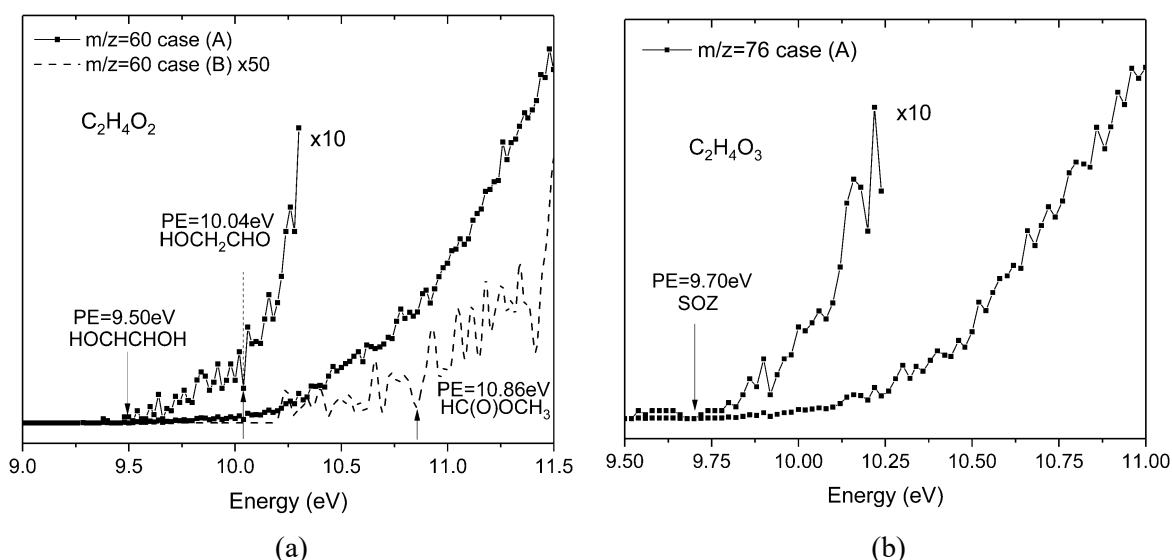 m/z=60 case (A)
m/z=60 case (B) x50
C₂H₄O₂
x10
PE=10.04eV
HOCH₂CHO
PE=9.50eV
HOCHCHOH
PE=10.86eV
HC(O)OCH₃
9.0 9.5 10.0 10.5 11.0 11.5
Energy (eV)
(a)
m/z=76 case (A)
x10
C₂H₄O₃
PE=9.70eV
SOZ
9.50 9.75 10.00 10.25 10.50 10.75 11.00
Energy (eV)
(b)